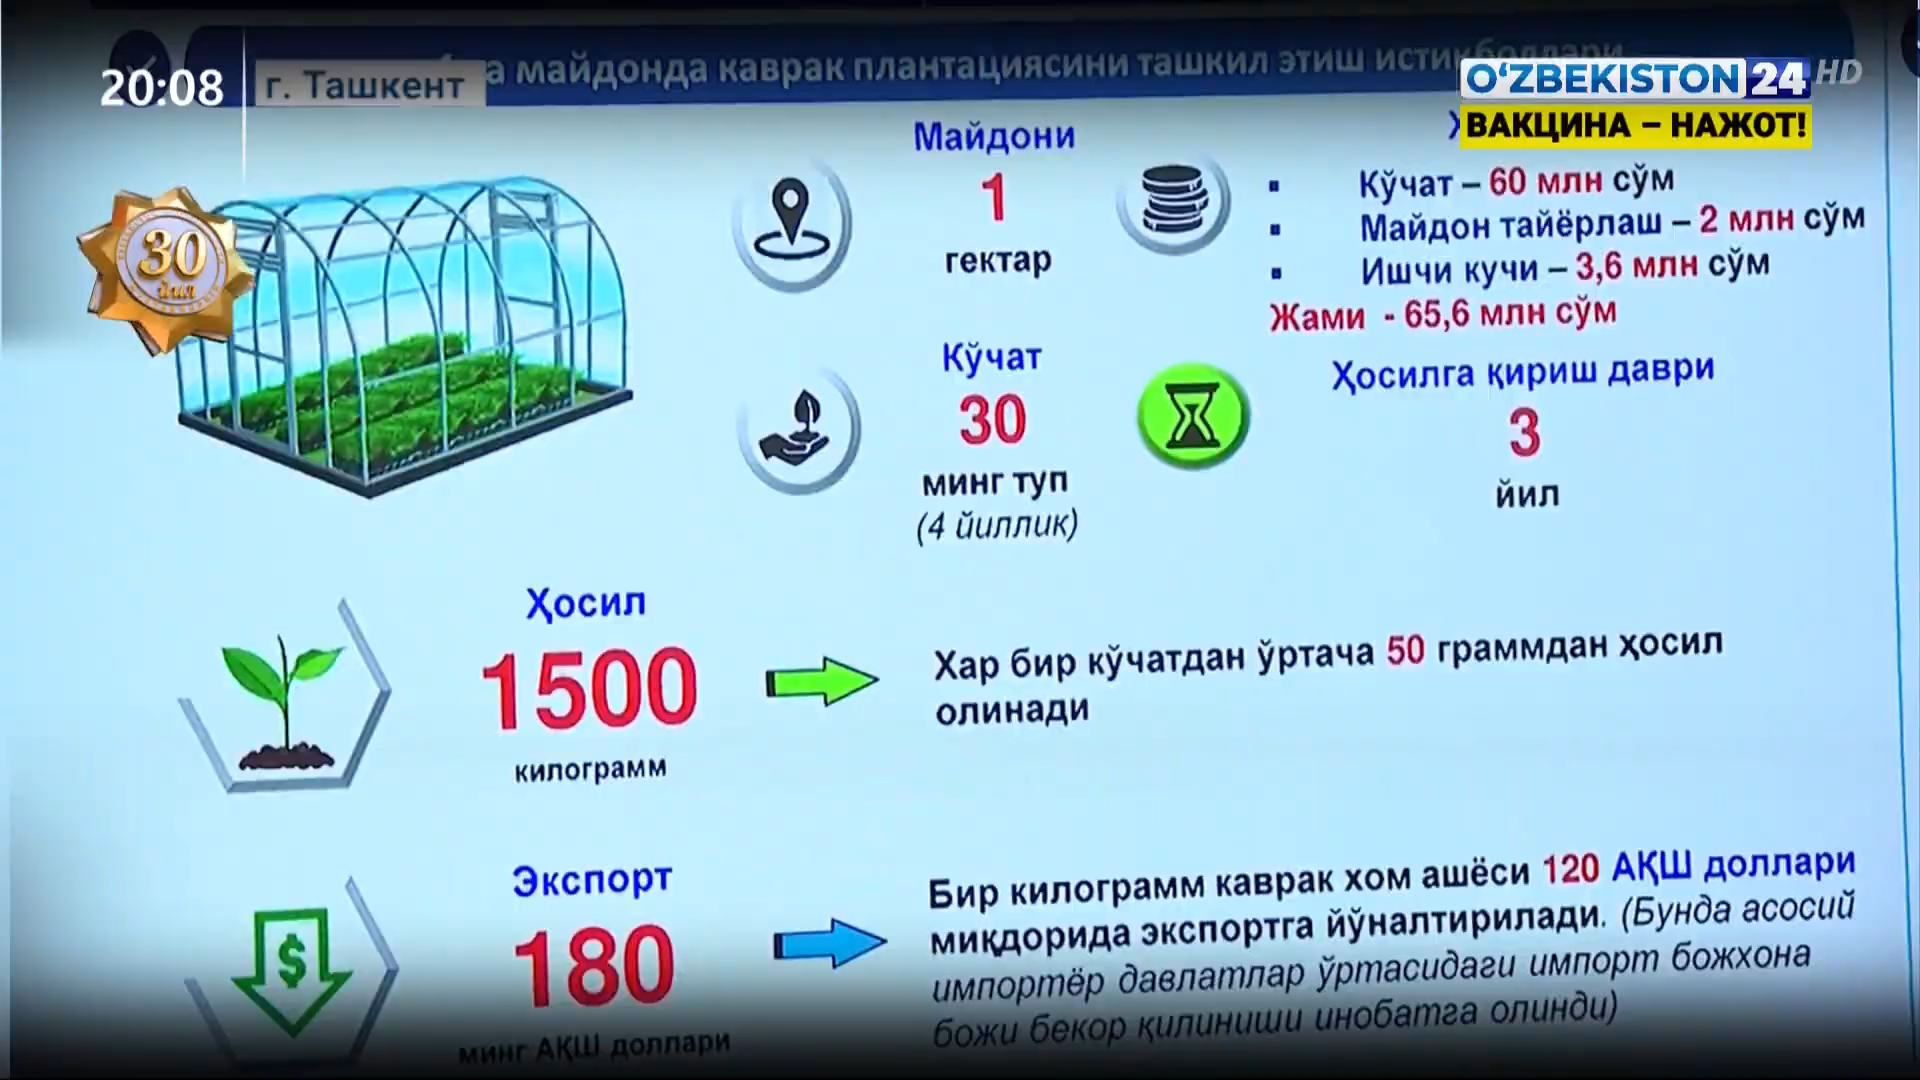 20:08
г. Ташкент
майдонда каврак плантациясини ташкил этиш
O'ZBEKISTON 24 HD
ВАКЦИНА – НАЖОТ!
30
йил
Майдони
1
гектар
Кўчат – 60 млн сўм
Майдон тайёрлаш – 2 млн сўм
Ишчи кучи – 3,6 млн сўм
Жами - 65,6 млн сўм
Кўчат
30
минг туп
(4 йиллик)
Ҳосилга қириш даври
3
йил
Ҳосил
1500
килограмм
Хар бир кўчатдан ўртача 50 граммдан ҳосил
олинади
Экспорт
180
минг АҚШ доллари
Бир килограмм каврак хом ашёси 120 АҚШ доллари
миқдорида экспортга йўналтирилади. (Бунда асосий
импортёр давлатлар ўртасидаги импорт божхона
божи бекор қилиниши инобатга олинди)